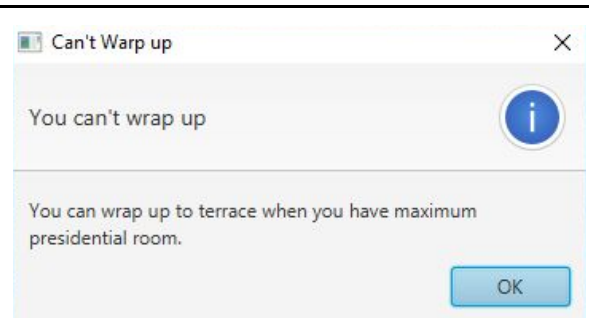 Can't Warp up
You can't wrap up
You can wrap up to terrace when you have maximum
presidential room.
OK